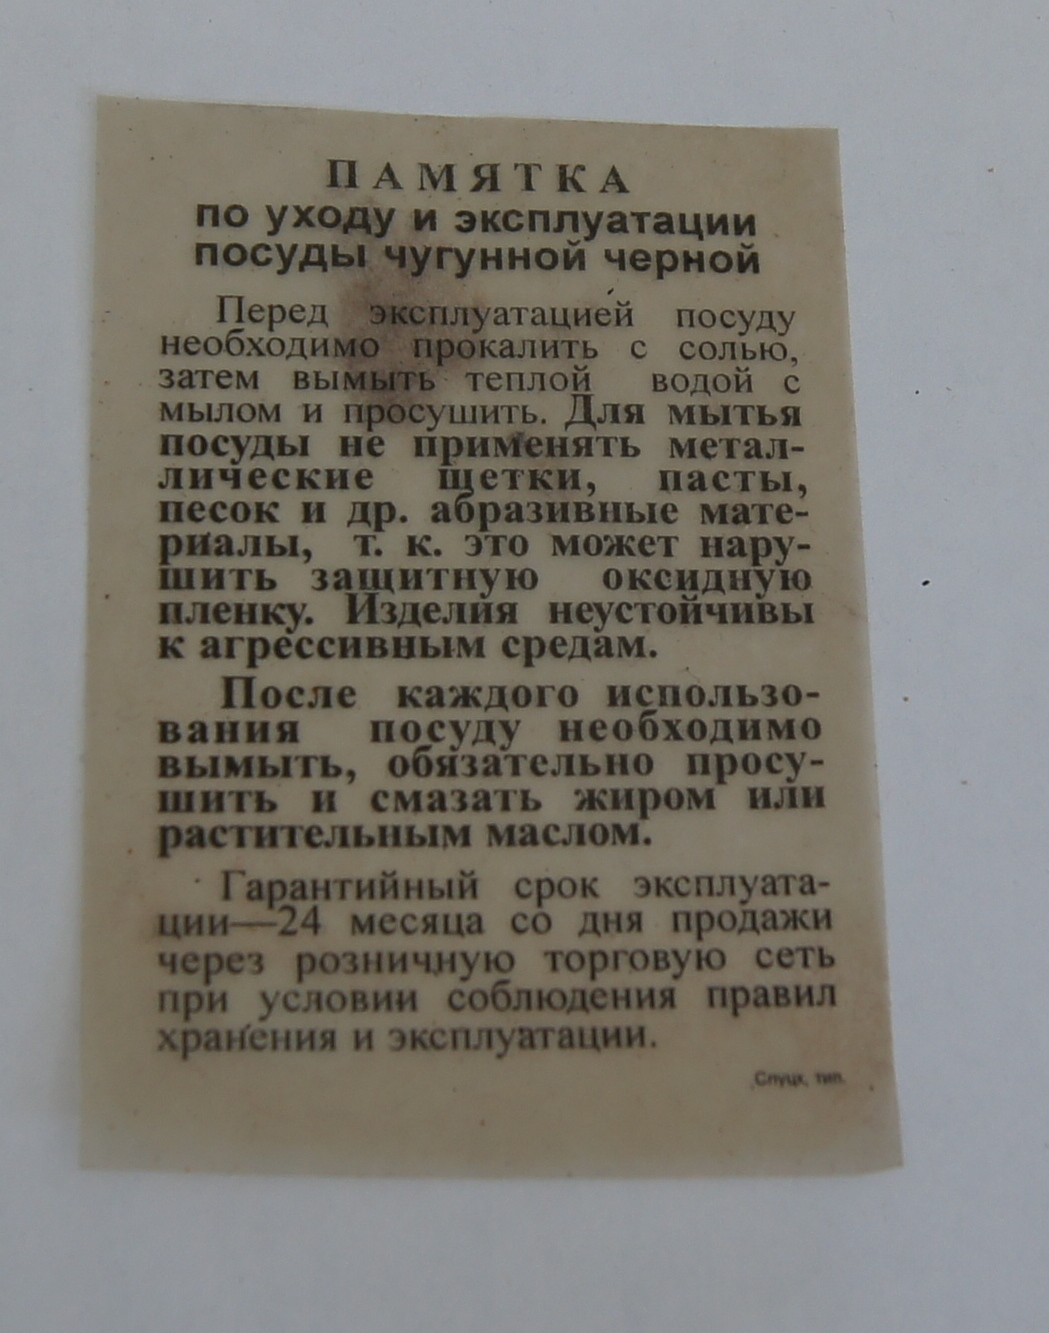 ПАМЯТКА
по уходу и эксплуатации
посуды чугунной черной
Перед эксплуатацией посуду
необходимо прокалить с солью,
затем вымыть теплой водой с
мылом и просушить. Для мытья
посуды не применять метал-
лические щетки, пасты,
песок и др. абразивные мате-
риалы, т. к. это может нару-
шить защитную оксидную
пленку. Изделия неустойчивы
к агрессивным средам.
После каждого использо-
вания посуду необходимо
вымыть, обязательно просу-
шить и смазать жиром или
растительным маслом.
Гарантийный срок эксплуата-
ции—24 месяца со дня продажи
через розничную торговую сеть
при условии соблюдения правил
хранения и эксплуатации.
Слуцк, тип.